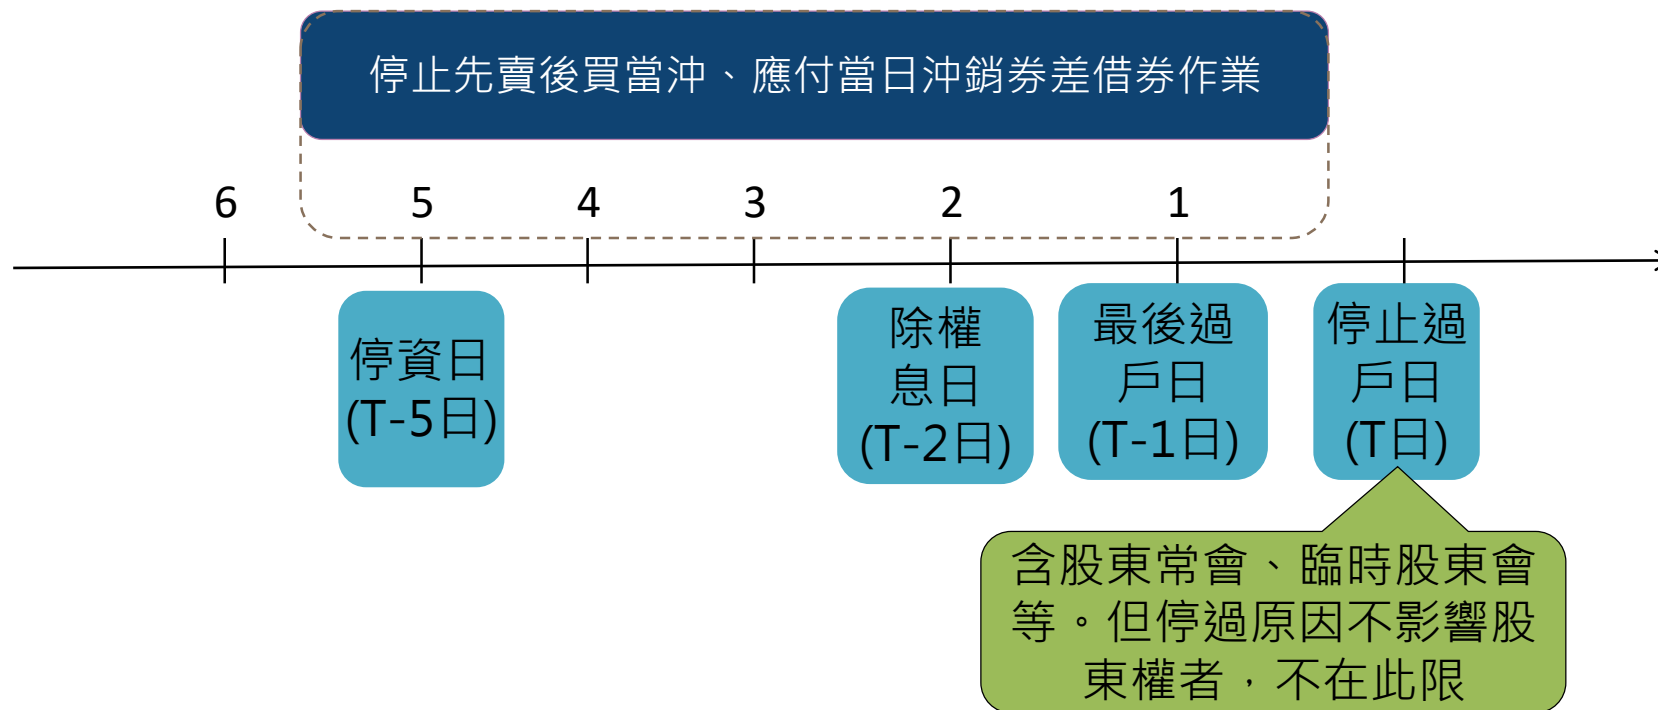 停止先賣後買當沖、應付當日沖銷券差借券作業
6 5 4 3 2 1
停資日
(T-5日)
除權
息日
(T-2日)
最後過
戶日
(T-1日)
停止過
戶日
(T日)
含股東常會、臨時股東會
等。但停過原因不影響股
東權者，不在此限